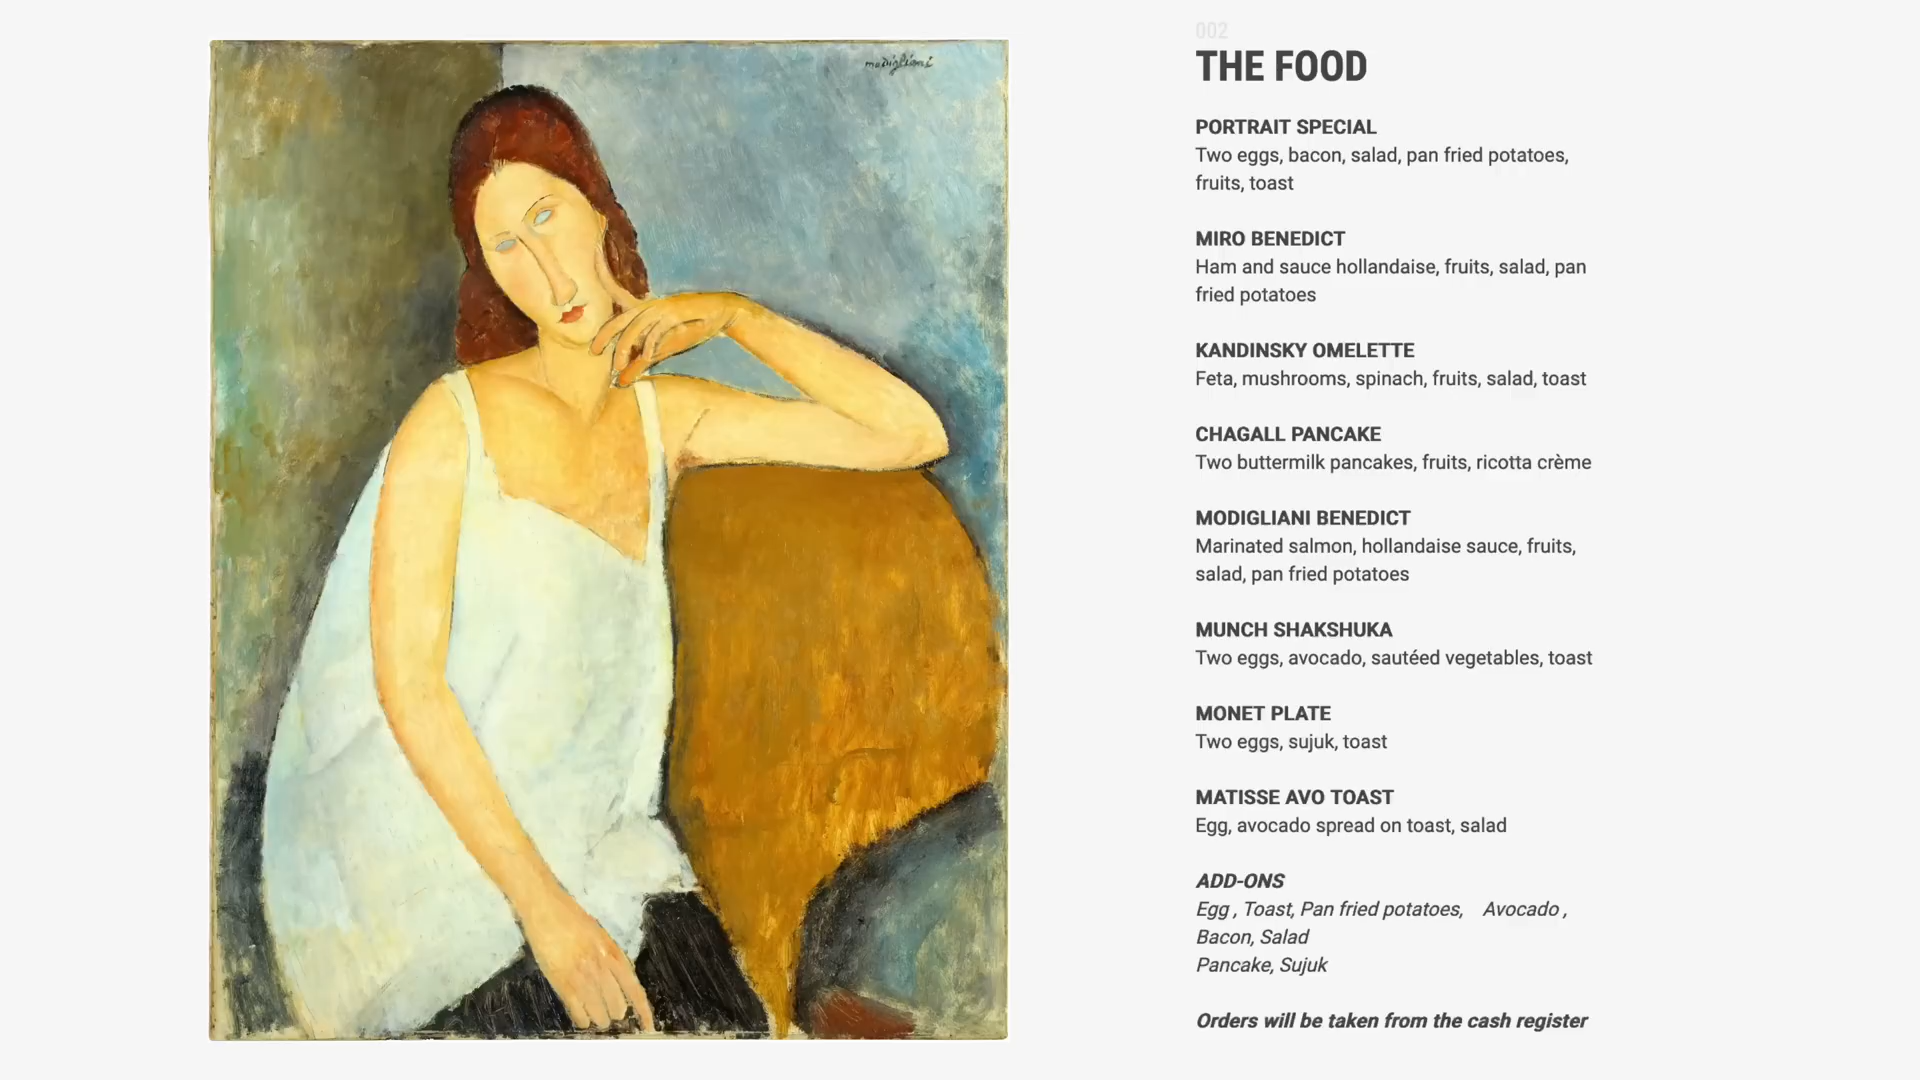 modigliani
002
THE FOOD
PORTRAIT SPECIAL
Two eggs, bacon, salad, pan fried potatoes,
fruits, toast
MIRO BENEDICT
Ham and sauce hollandaise, fruits, salad, pan
fried potatoes
KANDINSKY OMELETTE
Feta, mushrooms, spinach, fruits, salad, toast
CHAGALL PANCAKE
Two buttermilk pancakes, fruits, ricotta crème
MODIGLIANI BENEDICT
Marinated salmon, hollandaise sauce, fruits,
salad, pan fried potatoes
MUNCH SHAKSHUKA
Two eggs, avocado, sautéed vegetables, toast
MONET PLATE
Two eggs, sujuk, toast
MATISSE AVO TOAST
Egg, avocado spread on toast, salad
ADD-ONS
Egg , Toast, Pan fried potatoes, Avocado ,
Bacon, Salad
Pancake, Sujuk
Orders will be taken from the cash register